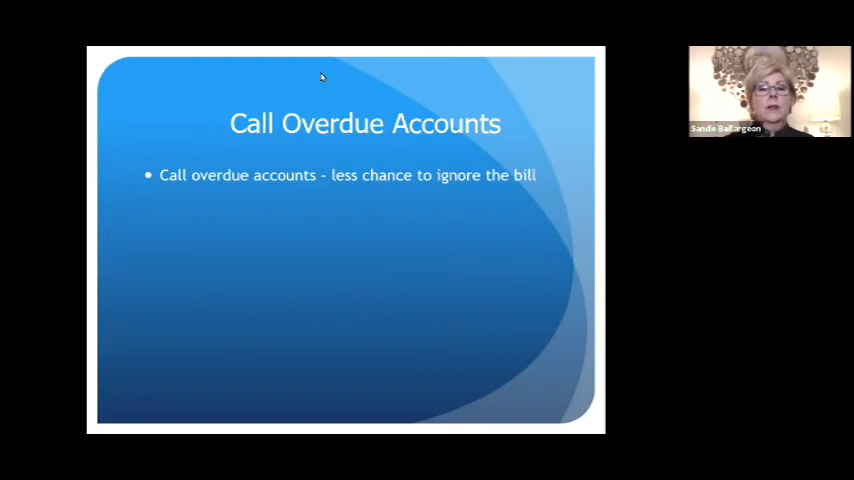 Call Overdue Accounts
• Call overdue accounts – less chance to ignore the bill
Sandie Baillargeon